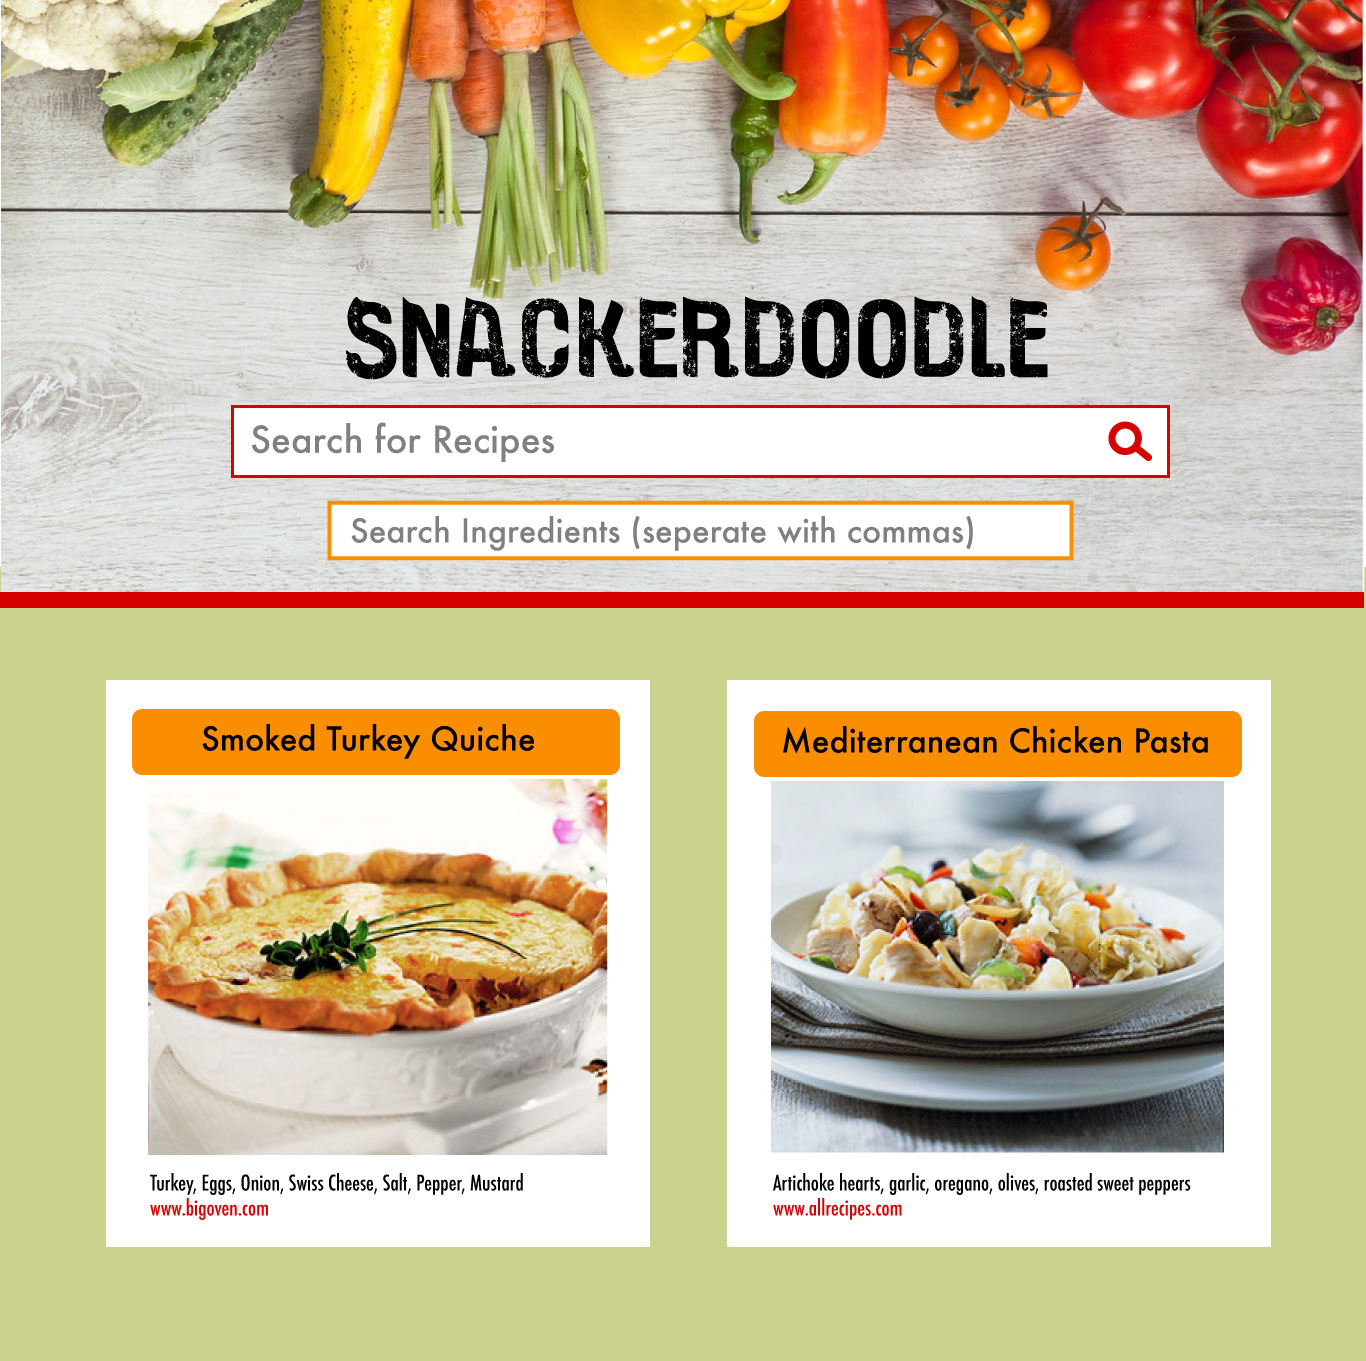 SNACKERDOODLE
Search for Recipes
Search Ingredients (seperate with commas)
Smoked Turkey Quiche
Mediterranean Chicken Pasta
Turkey, Eggs, Onion, Swiss Cheese, Salt, Pepper, Mustard
www.bigoven.com
Artichoke hearts, garlic, oregano, olives, roasted sweet peppers
www.allrecipes.com